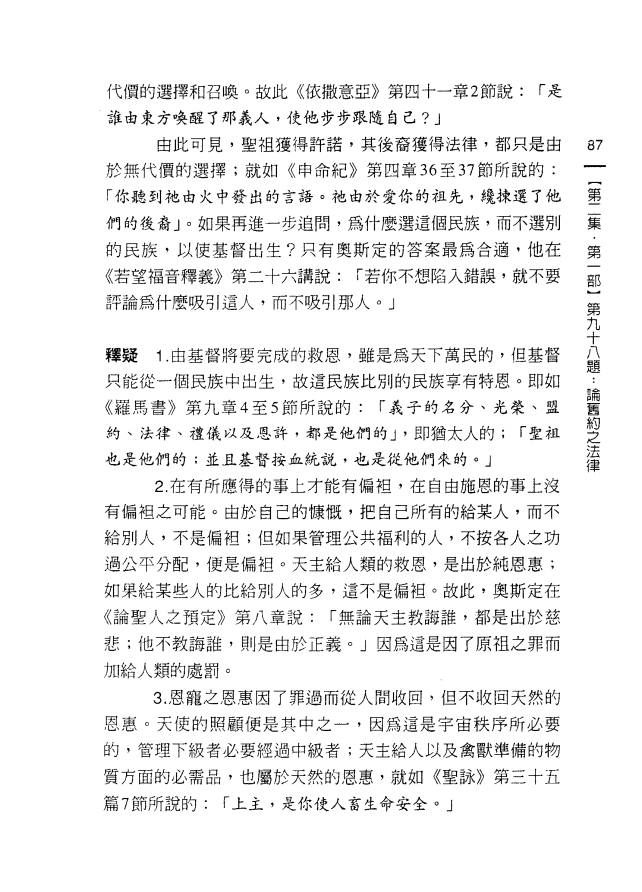 代價的選擇和召喚。故此《依撒意亞》第四十一章2節說：「是
誰由東方喚醒了那義人，使他步步跟隨自己？」
由此可見，聖祖獲得許諾，其後裔獲得法律，都只是由
於無代價的選擇；就如《申命紀》第四章36至37節所說的：
「你聽到祂由火中發出的言語。祂由於愛你的祖先，纔揀選了他
們的後裔」。如果再進一步追問，爲什麼選這個民族，而不選別
的民族，以使基督出生？只有奧斯定的答案最爲合適，他在
《若望福音釋義》第二十六講說：「若你不想陷入錯誤，就不要
評論爲什麼吸引這人，而不吸引那人。」
釋疑　1.由基督將要完成的救恩，雖是爲天下萬民的，但基督
只能從一個民族中出生，故這民族比別的民族享有特恩。即如
《羅馬書》第九章4至5節所說的：「義子的名分、光榮、盟
約、法律、禮儀以及恩許，都是他們的」，即猶太人的；「聖祖
也是他們的；並且基督按血統說，也是從他們來的。」
2.在有所應得的事上才能有偏袒，在自由施恩的事上沒
有偏袒之可能。由於自己的慷慨，把自己所有的給某人，而不
給別人，不是偏袒；但如果管理公共福利的人，不按各人之功
過公平分配，便是偏袒。天主給人類的救恩，是出於純恩惠；
如果給某些人的比給別人的多，這不是偏袒。故此，奧斯定在
《論聖人之預定》第八章說：「無論天主教誨誰，都是出於慈
悲；他不教誨誰，則是由於正義。」因爲這是因了原祖之罪而
加給人類的處罰。
3.恩寵之恩惠因了罪過而從人間收回，但不收回天然的
恩惠。天使的照顧便是其中之一，因爲這是宇宙秩序所必要
的，管理下級者必要經過中級者；天主給人以及禽獸準備的物
質方面的必需品，也屬於天然的恩惠，就如《聖詠》第三十五
篇7節所說的：「上主，是你使人畜生命安全。」
87
【第二集．第一部】第九十八題：論舊約之法律